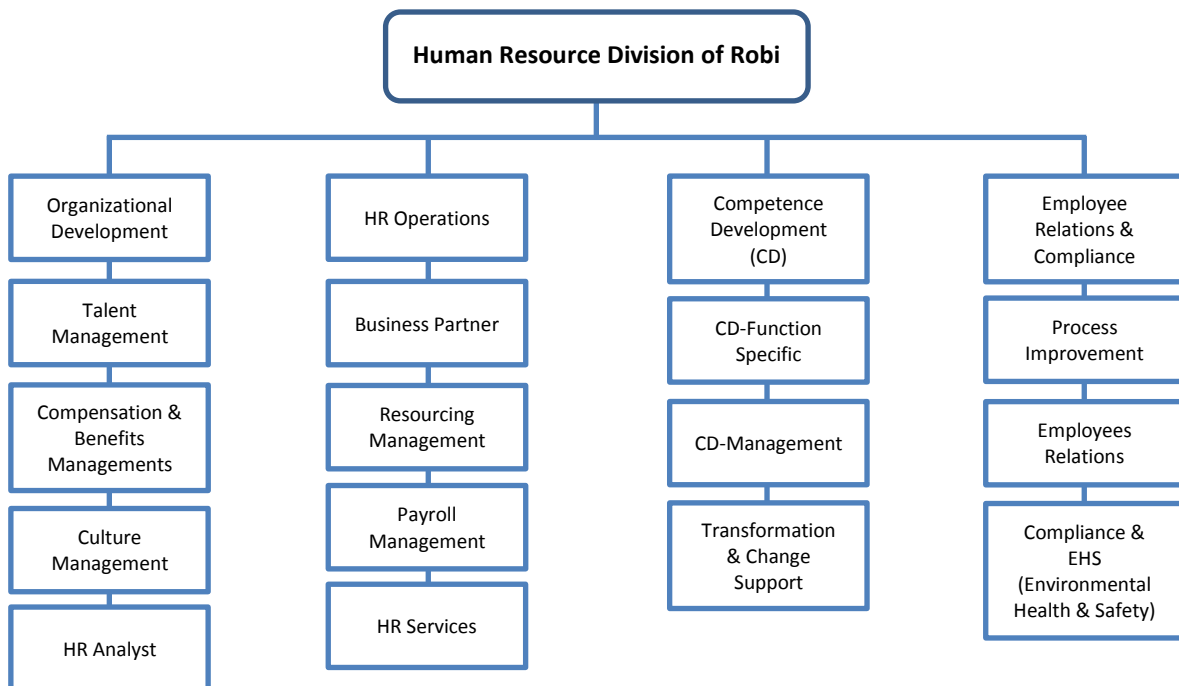 Human Resource Division of Robi
Organizational
Development
Talent
Management
Compensation &
Benefits
Managements
Culture
Management
HR Analyst
HR Operations
Business Partner
Resourcing
Management
Payroll
Management
HR Services
Competence
Development
(CD)
CD-Function
Specific
CD-Management
Transformation
& Change
Support
Employee
Relations &
Compliance
Process
Improvement
Employees
Relations
Compliance &
EHS
(Environmental
Health & Safety)